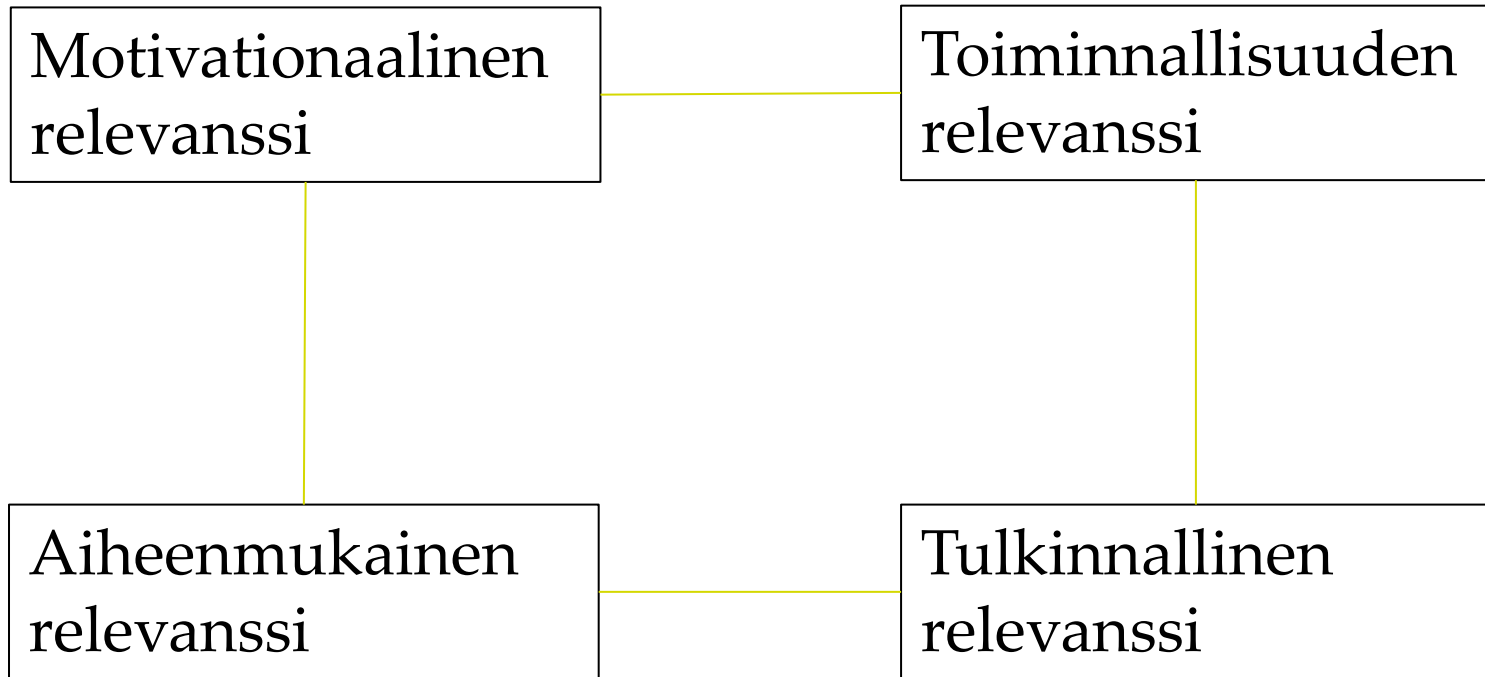 Motivationaalinen
relevanssi
Toiminnallisuuden
relevanssi
Aiheenmukainen
relevanssi
Tulkinnallinen
relevanssi